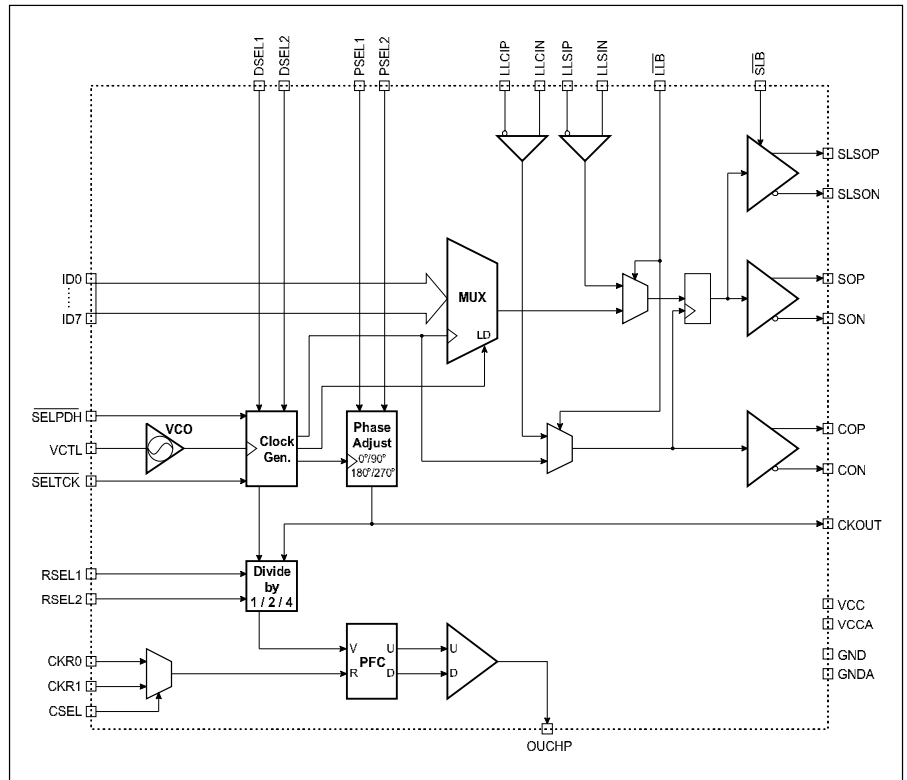 DSEL1
DSEL2
PSEL1
PSEL2
LLCIP
LLCIN
LLSIP
LLSIN
LLB
SLB
SLSOP
SLSON
ID0
ID7
MUX
LD
SOP
SON
SELPDH
VCTL
SELTCK
VCO
Clock
Gen.
Phase
Adjust
0°/90°
180°/270°
COP
CON
CKOUT
RSEL1
RSEL2
Divide
by
1 / 2 / 4
VCC
VCCA
GND
GNDA
CKR0
CKR1
CSEL
V U
PFC
R D
U
D
OUCHP